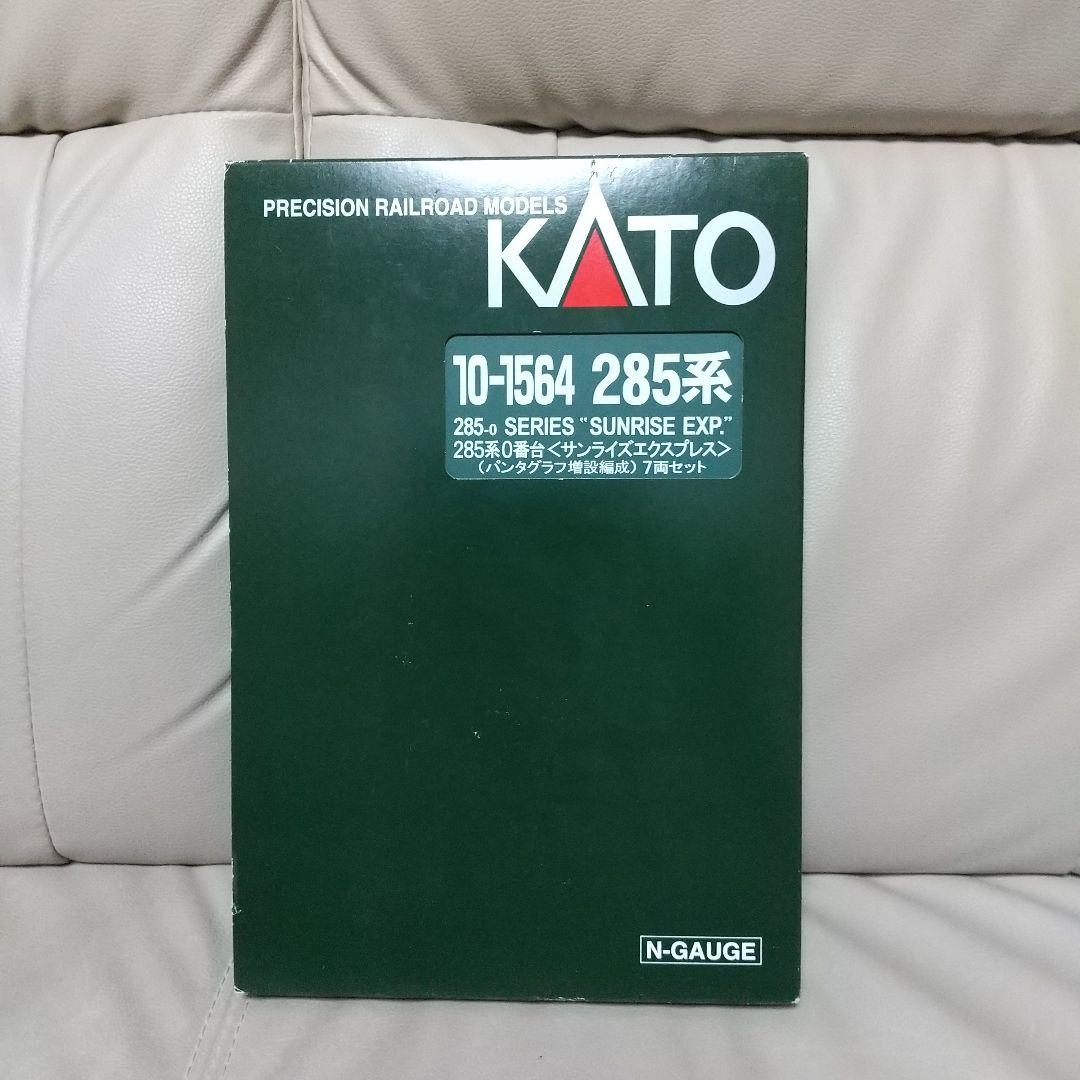 PRECISION RAILROAD MODELS
KATO
10-1564 285系
285-0 SERIES "SUNRISE EXP."
285系0番台<サンライズエクスプレス>
(パンタグラフ増設編成) 7両セット
N-GAUGE